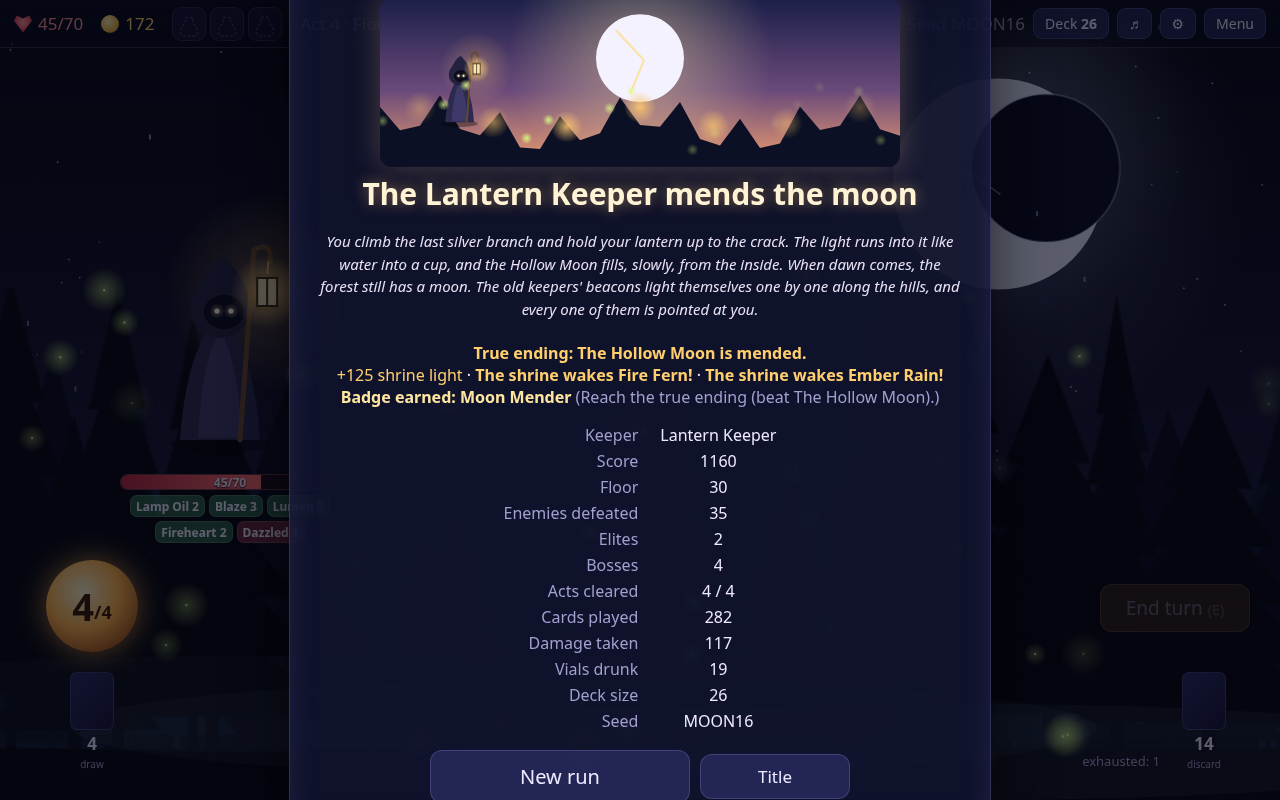 45/70
172
Act 4
Seed MOON16
Deck 26
Menu
The Lantern Keeper mends the moon
You climb the last silver branch and hold your lantern up to the crack. The light runs into it like
water into a cup, and the Hollow Moon fills, slowly, from the inside. When dawn comes, the
forest still has a moon. The old keepers' beacons light themselves one by one along the hills, and
every one of them is pointed at you.
True ending: The Hollow Moon is mended.
+125 shrine light · The shrine wakes Fire Fern! · The shrine wakes Ember Rain!
Badge earned: Moon Mender (Reach the true ending (beat The Hollow Moon).)
Keeper Lantern Keeper
Score 1160
Floor 30
Enemies defeated 35
Elites 2
Bosses 4
Acts cleared 4 / 4
Cards played 282
Damage taken 117
Vials drunk 19
Deck size 26
Seed MOON16
New run
Title
45/70
Lamp Oil 2
Blaze 3
Fireheart 2
Dazzled
4/4
4
draw
End turn (E)
exhausted: 1
14
discard